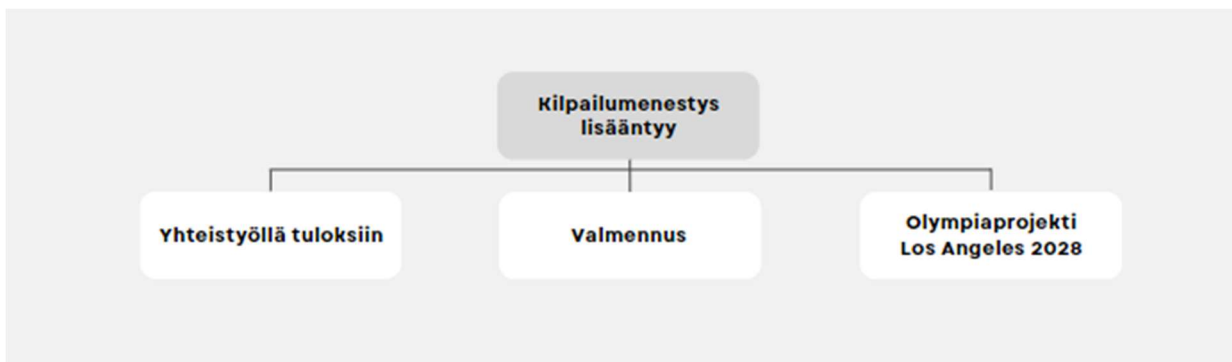 Kilpailumenestys
lisääntyy
Yhteistyöllä tuloksiin
Valmennus
Olympiaprojekti
Los Angeles 2028